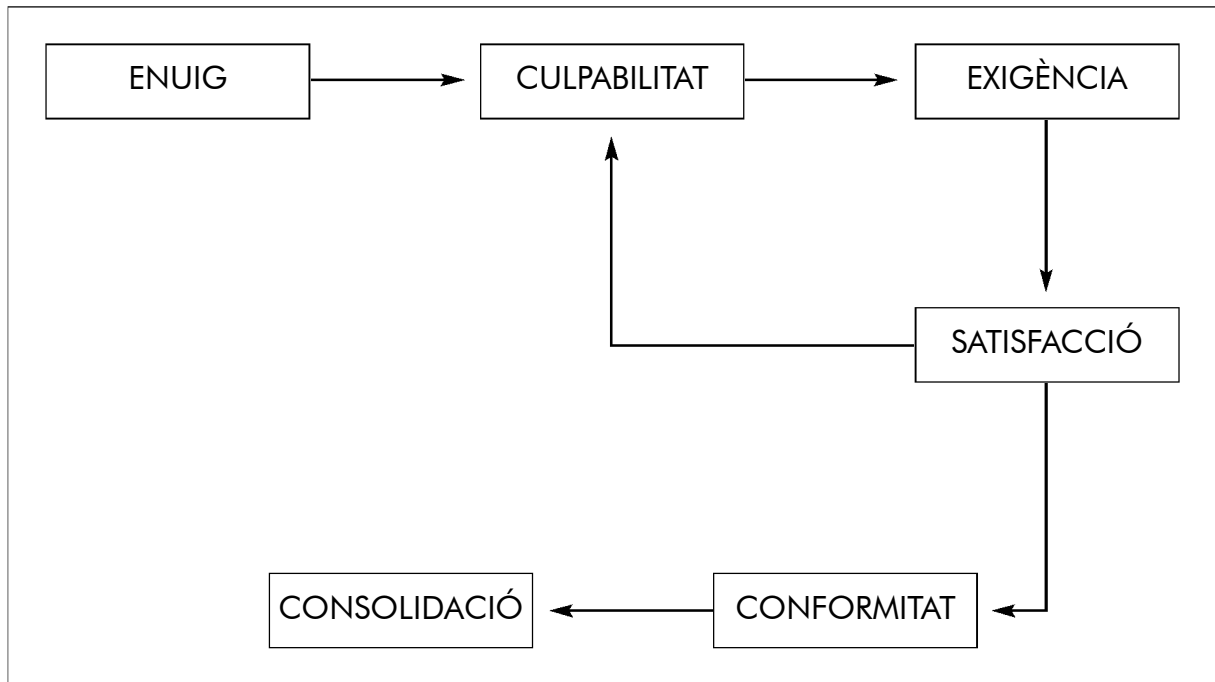 ENUIG
CULPABILITAT
EXIGÈNCIA
SATISFACCIÓ
CONSOLIDACIÓ
CONFORMITAT